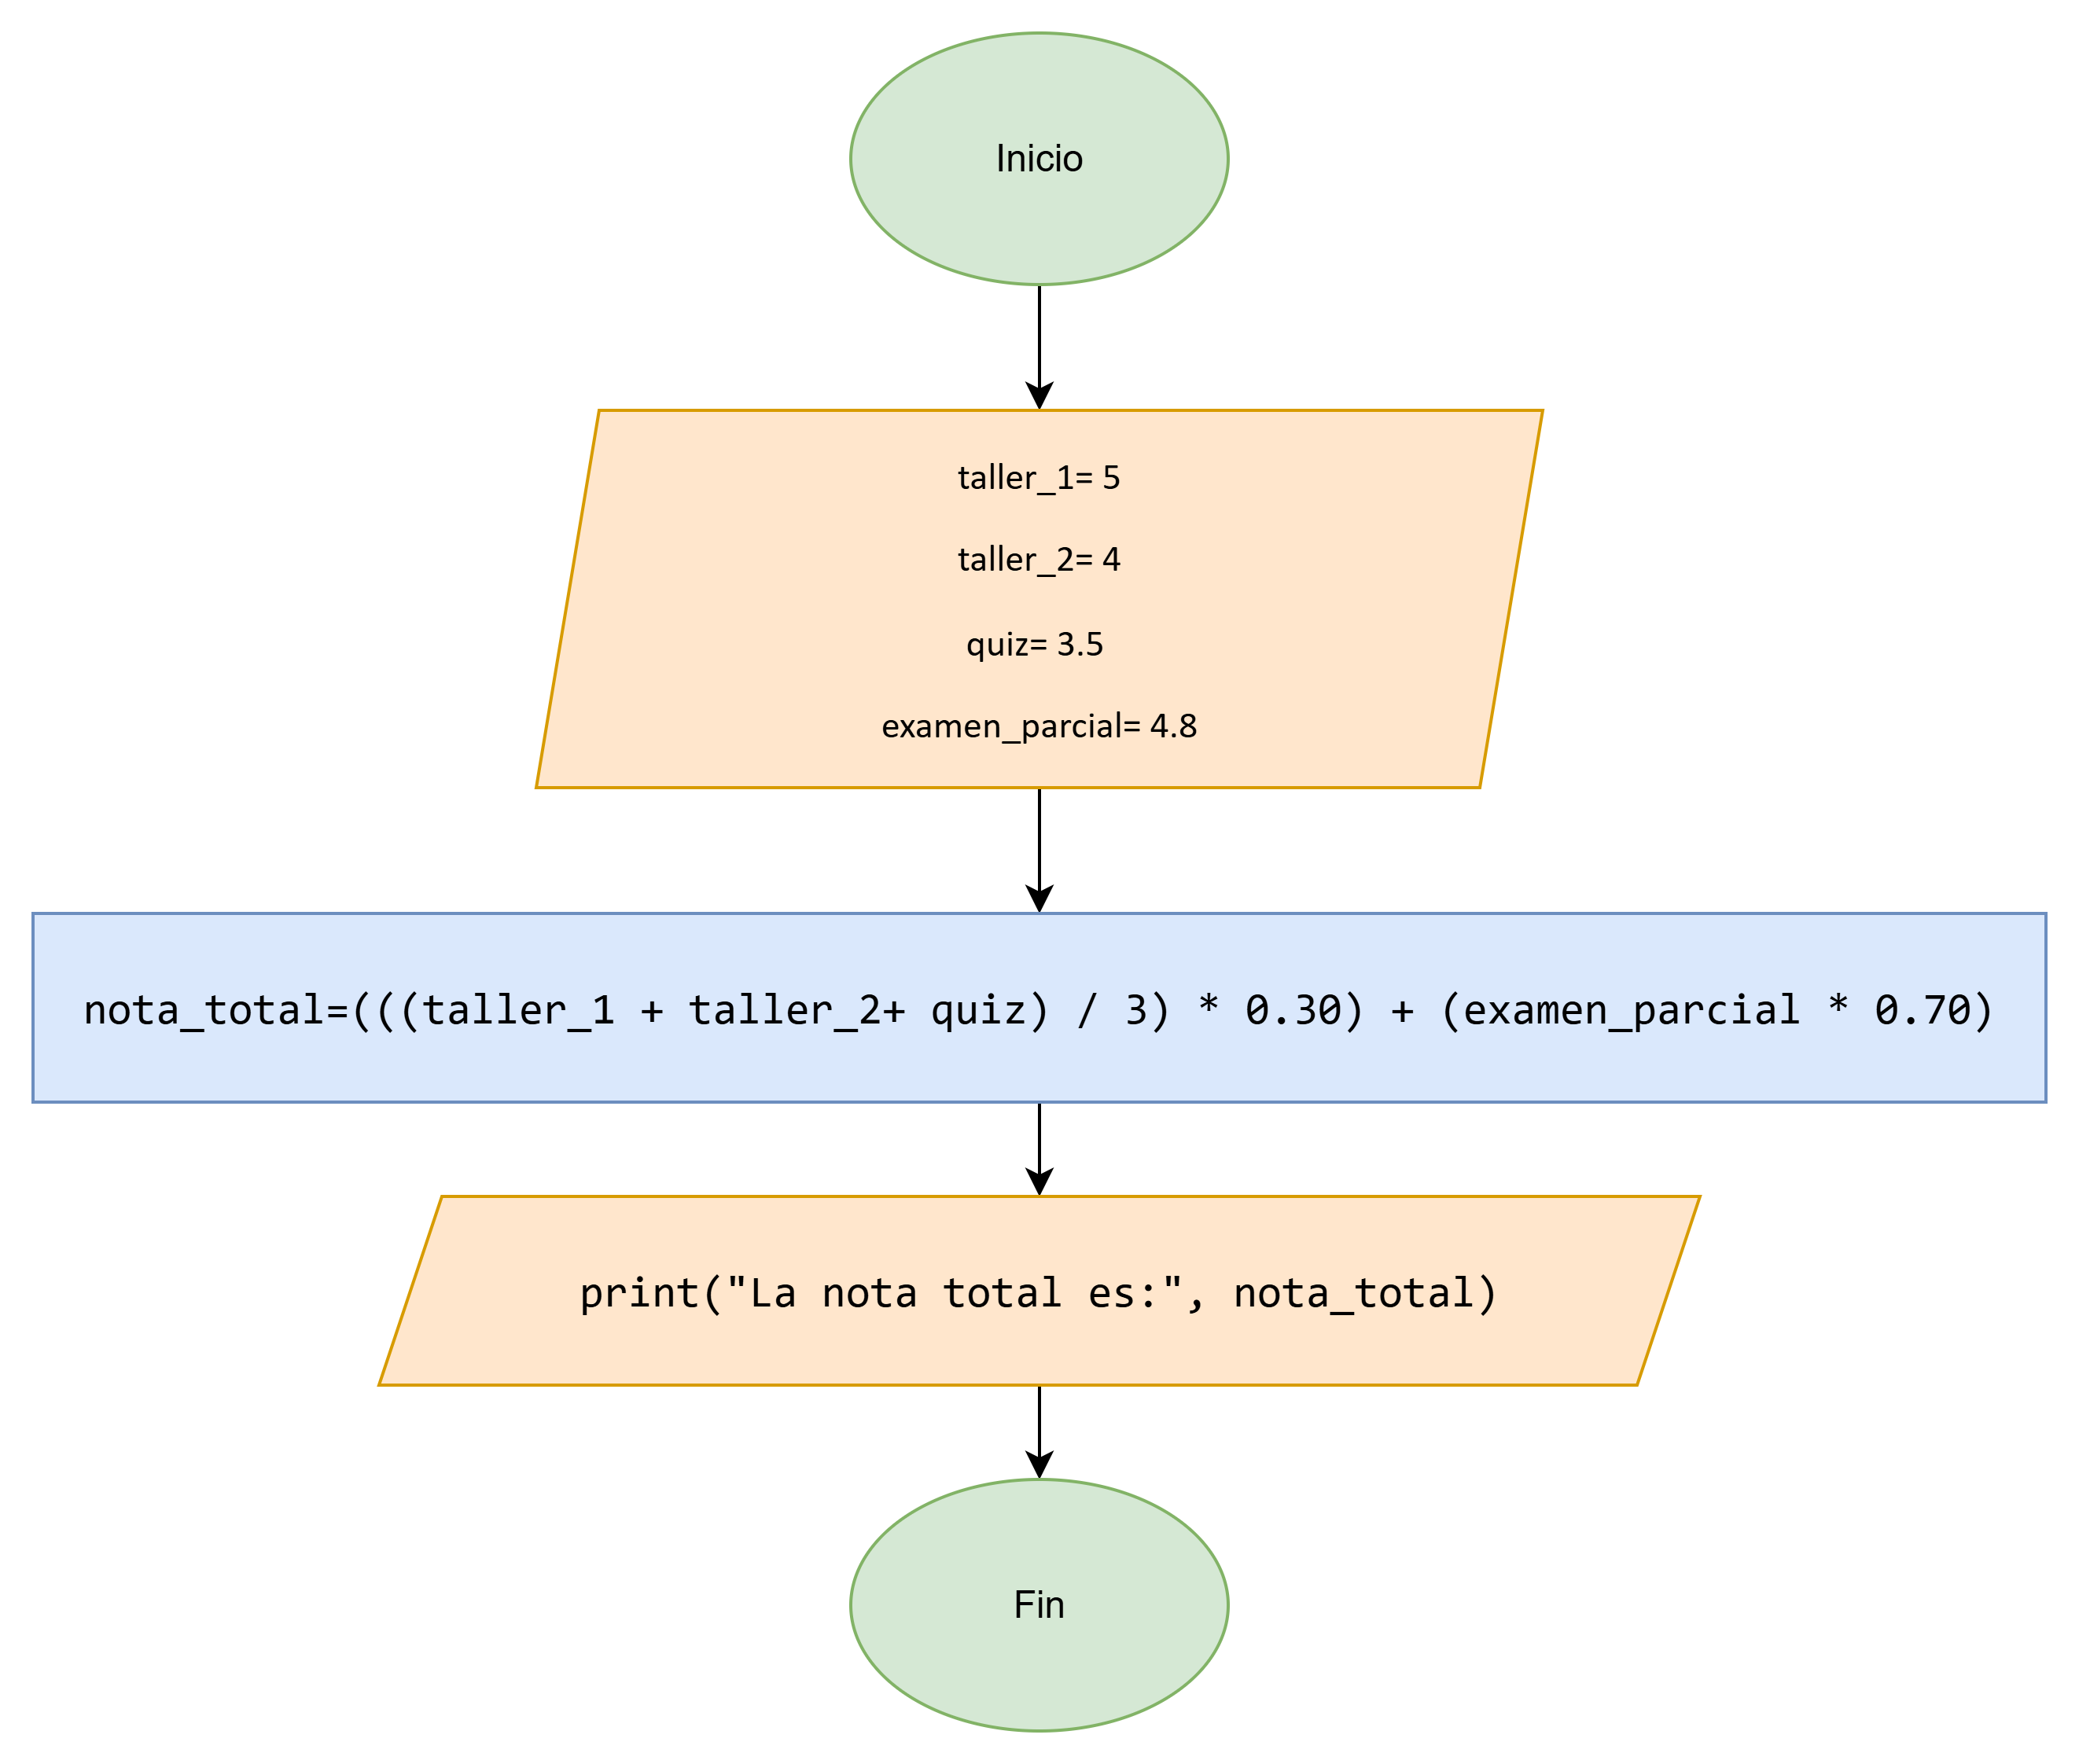 Inicio
taller_1= 5
taller_2= 4
quiz= 3.5
examen_parcial= 4.8
nota_total=(((taller_1 + taller_2+ quiz) / 3) * 0.30) + (examen_parcial * 0.70)
print("La nota total es:", nota_total)
Fin